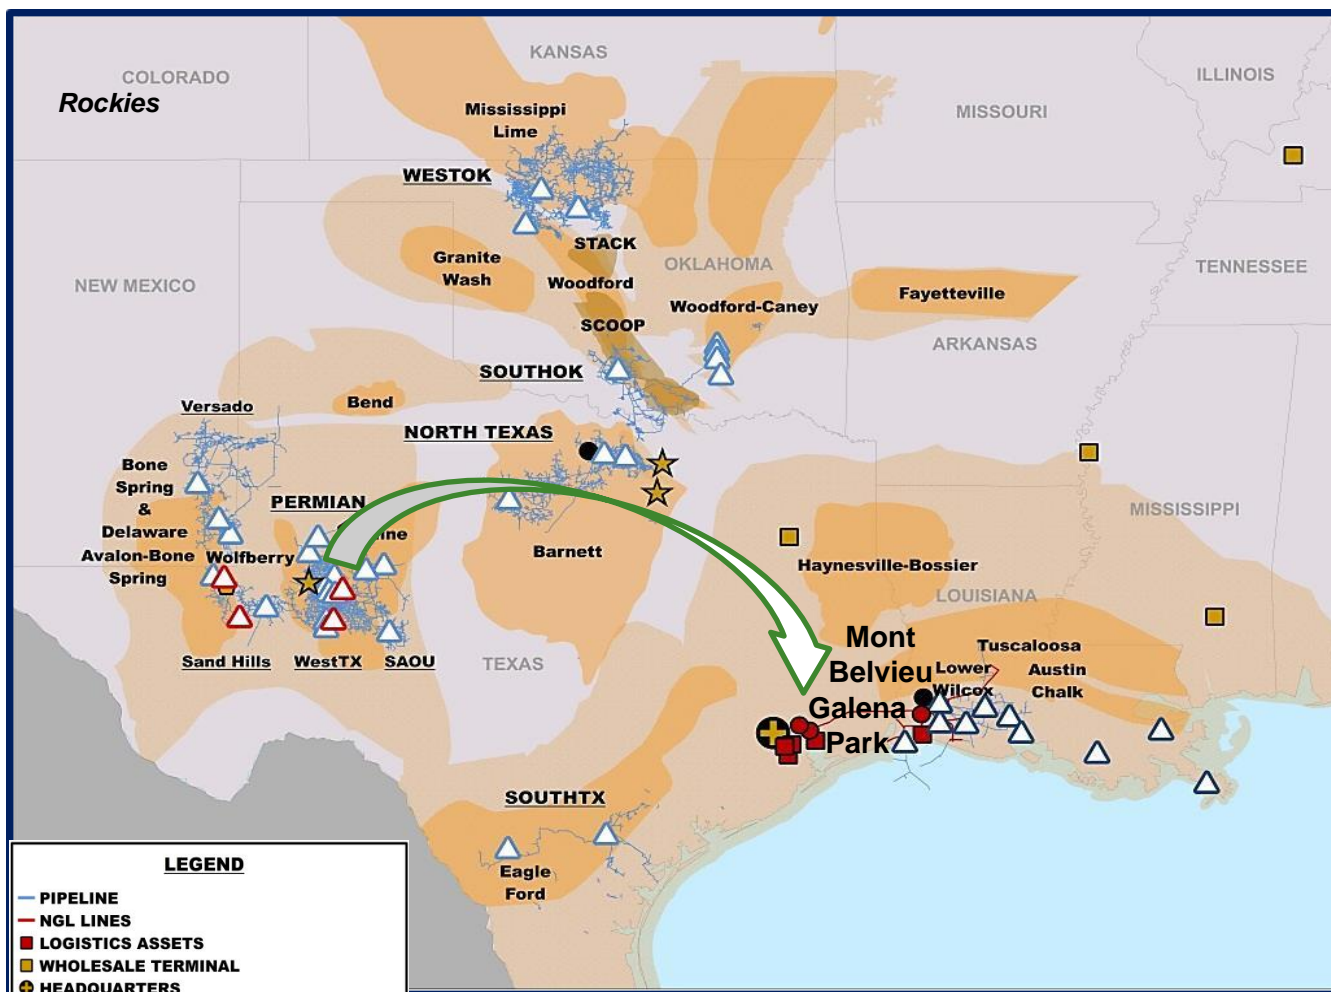 KANSAS
COLORADO
Rockies
ILLINOIS
MISSOURI
Mississippi
Lime
WESTOK
STACK
OKLAHOMA
TENNESSEE
Granite
Wash
Woodford
NEW MEXICO
Woodford-Caney
Fayetteville
SCOOP
ARKANSAS
SOUTHOK
Bend
Versado
NORTH TEXAS
Bone
Spring
&
Delaware
PERMIAN
MISSISSIPPI
Avalon-Bone
Spring
Wolfberry
Barnett
Haynesville-Bossier
LOUISIANA
Sand Hills
WestTX
SAOU
TEXAS
Mont
Belvieu
Tuscaloosa
Lower
Wilcox
Austin
Chalk
Galena
Park
SOUTHTX
Eagle
Ford
LEGEND
PIPELINE
NGL LINES
LOGISTICS ASSETS
WHOLESALE TERMINAL
HEADQUARTERS